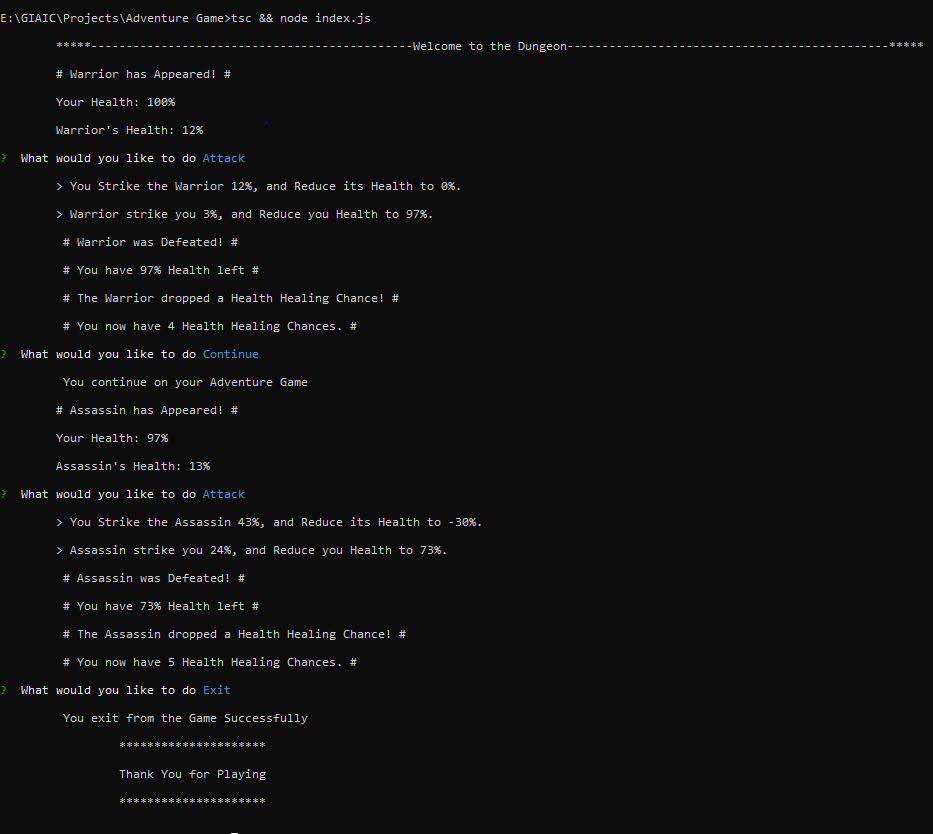 E:\GIAIC\Projects\Adventure Game>tsc && node index.js
*****----------------------------------------------Welcome to the Dungeon----------------------------------------------*****
# Warrior has Appeared! #
Your Health: 100%
Warrior's Health: 12%
? What would you like to do Attack
> You Strike the Warrior 12%, and Reduce its Health to 0%.
> Warrior strike you 3%, and Reduce you Health to 97%.
# Warrior was Defeated! #
# You have 97% Health left #
# The Warrior dropped a Health Healing Chance! #
# You now have 4 Health Healing Chances. #
? What would you like to do Continue
You continue on your Adventure Game
# Assassin has Appeared! #
Your Health: 97%
Assassin's Health: 13%
? What would you like to do Attack
> You Strike the Assassin 43%, and Reduce its Health to -30%.
> Assassin strike you 24%, and Reduce you Health to 73%.
# Assassin was Defeated! #
# You have 73% Health left #
# The Assassin dropped a Health Healing Chance! #
# You now have 5 Health Healing Chances. #
? What would you like to do Exit
You exit from the Game Successfully
*********************
Thank You for Playing
*********************